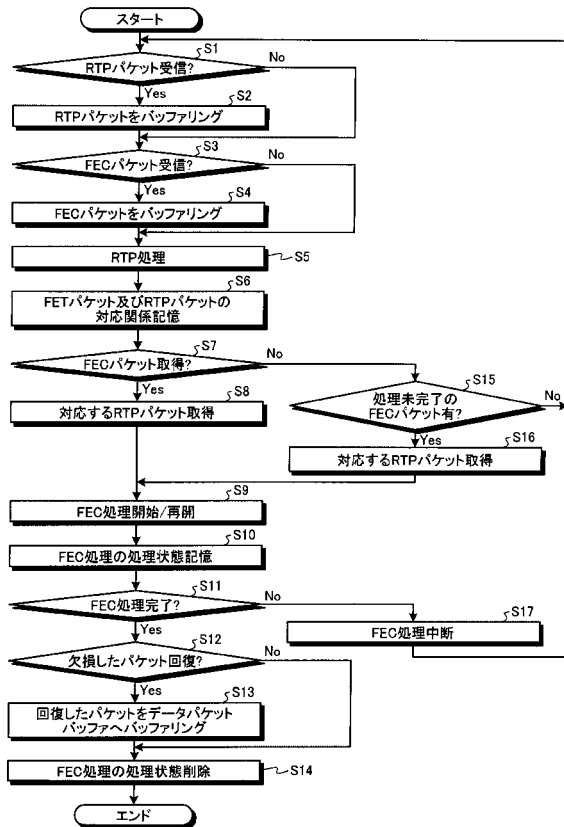 スタート
S1
RTPパケット受信?
No
Yes
S2
RTPパケットをバッファリング
S3
FECパケット受信?
No
Yes
S4
FECパケットをバッファリング
RTP処理
S5
S6
FETパケット及びRTPパケットの
対応関係記憶
S7
FECパケット取得?
No
Yes
S8
対応するRTPパケット取得
S15
処理未完了の
FECパケット有?
No
Yes
S16
対応するRTPパケット取得
S9
FEC処理開始/再開
S10
FEC処理の処理状態記憶
S11
FEC処理完了?
No
Yes
S17
FEC処理中断
S12
欠損したパケット回復?
No
Yes
S13
回復したパケットをデータパケット
バッファへバッファリング
FEC処理の処理状態削除
S14
エンド